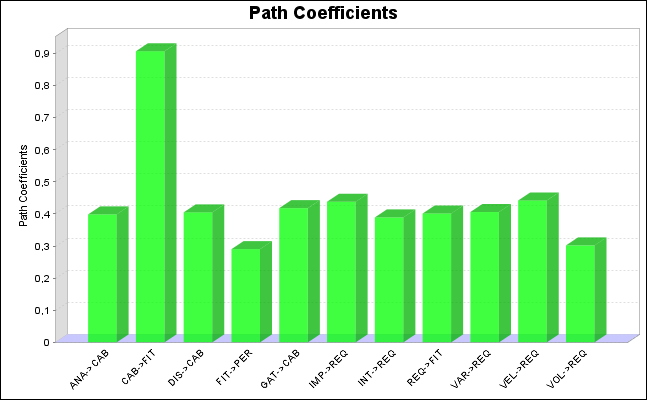 Path Coefficients
Path Coefficients
0,9
0,8
0,7
0,6
0,5
0,4
0,3
0,2
0,1
0
ANA->CAB
CAB->FIT
DIS->CAB
FIT->PER
GAT->CAB
IMP->REQ
INT->REQ
REQ->FIT
VAR->REQ
VEL->REQ
VOL->REQ